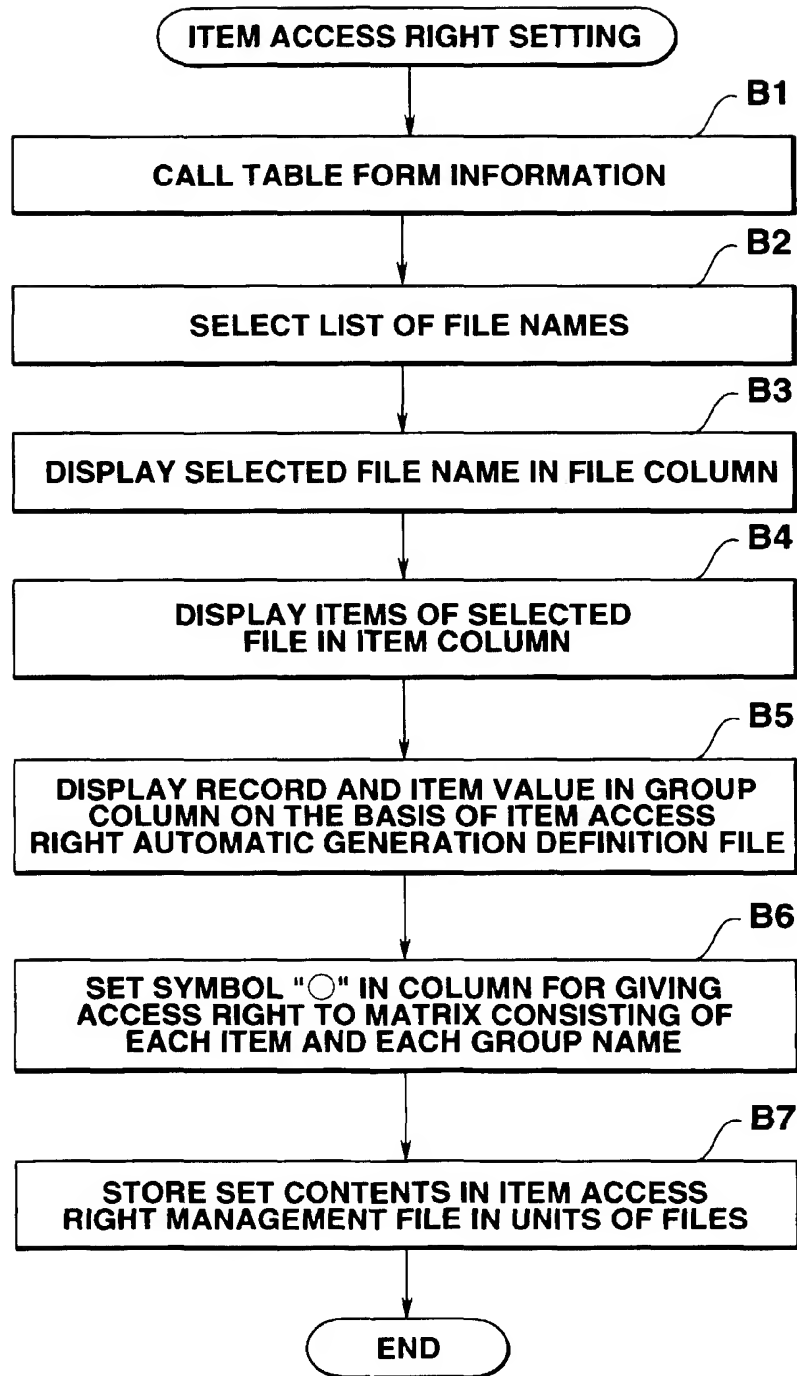 ITEM ACCESS RIGHT SETTING
B1
CALL TABLE FORM INFORMATION
B2
SELECT LIST OF FILE NAMES
B3
DISPLAY SELECTED FILE NAME IN FILE COLUMN
B4
DISPLAY ITEMS OF SELECTED
FILE IN ITEM COLUMN
B5
DISPLAY RECORD AND ITEM VALUE IN GROUP
COLUMN ON THE BASIS OF ITEM ACCESS
RIGHT AUTOMATIC GENERATION DEFINITION FILE
B6
SET SYMBOL "○" IN COLUMN FOR GIVING
ACCESS RIGHT TO MATRIX CONSISTING OF
EACH ITEM AND EACH GROUP NAME
B7
STORE SET CONTENTS IN ITEM ACCESS
RIGHT MANAGEMENT FILE IN UNITS OF FILES
END